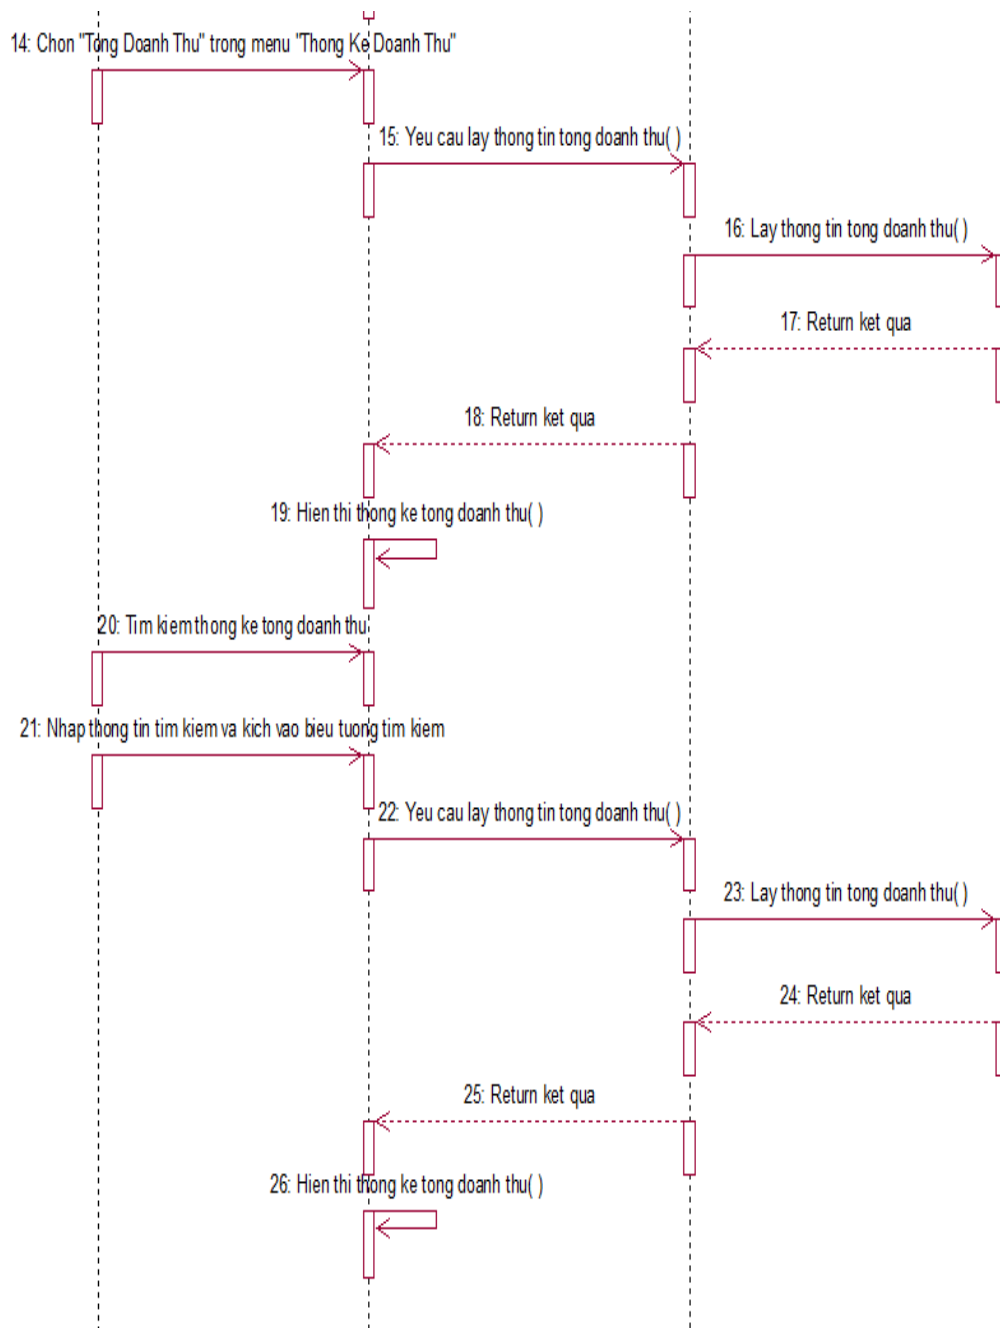 14: Chon "Tong Doanh Thu" trong menu "Thong Ke Doanh Thu"
15: Yeu cau lay thong tin tong doanh thu( )
16: Lay thong tin tong doanh thu( )
17: Return ket qua
18: Return ket qua
19: Hien thi thong ke tong doanh thu( )
20: Tim kiem thong ke tong doanh thu
21: Nhap thong tin tim kiem va kich vao bieu tuong tim kiem
22: Yeu cau lay thong tin tong doanh thu( )
23: Lay thong tin tong doanh thu( )
24: Return ket qua
25: Return ket qua
26: Hien thi thong ke tong doanh thu( )